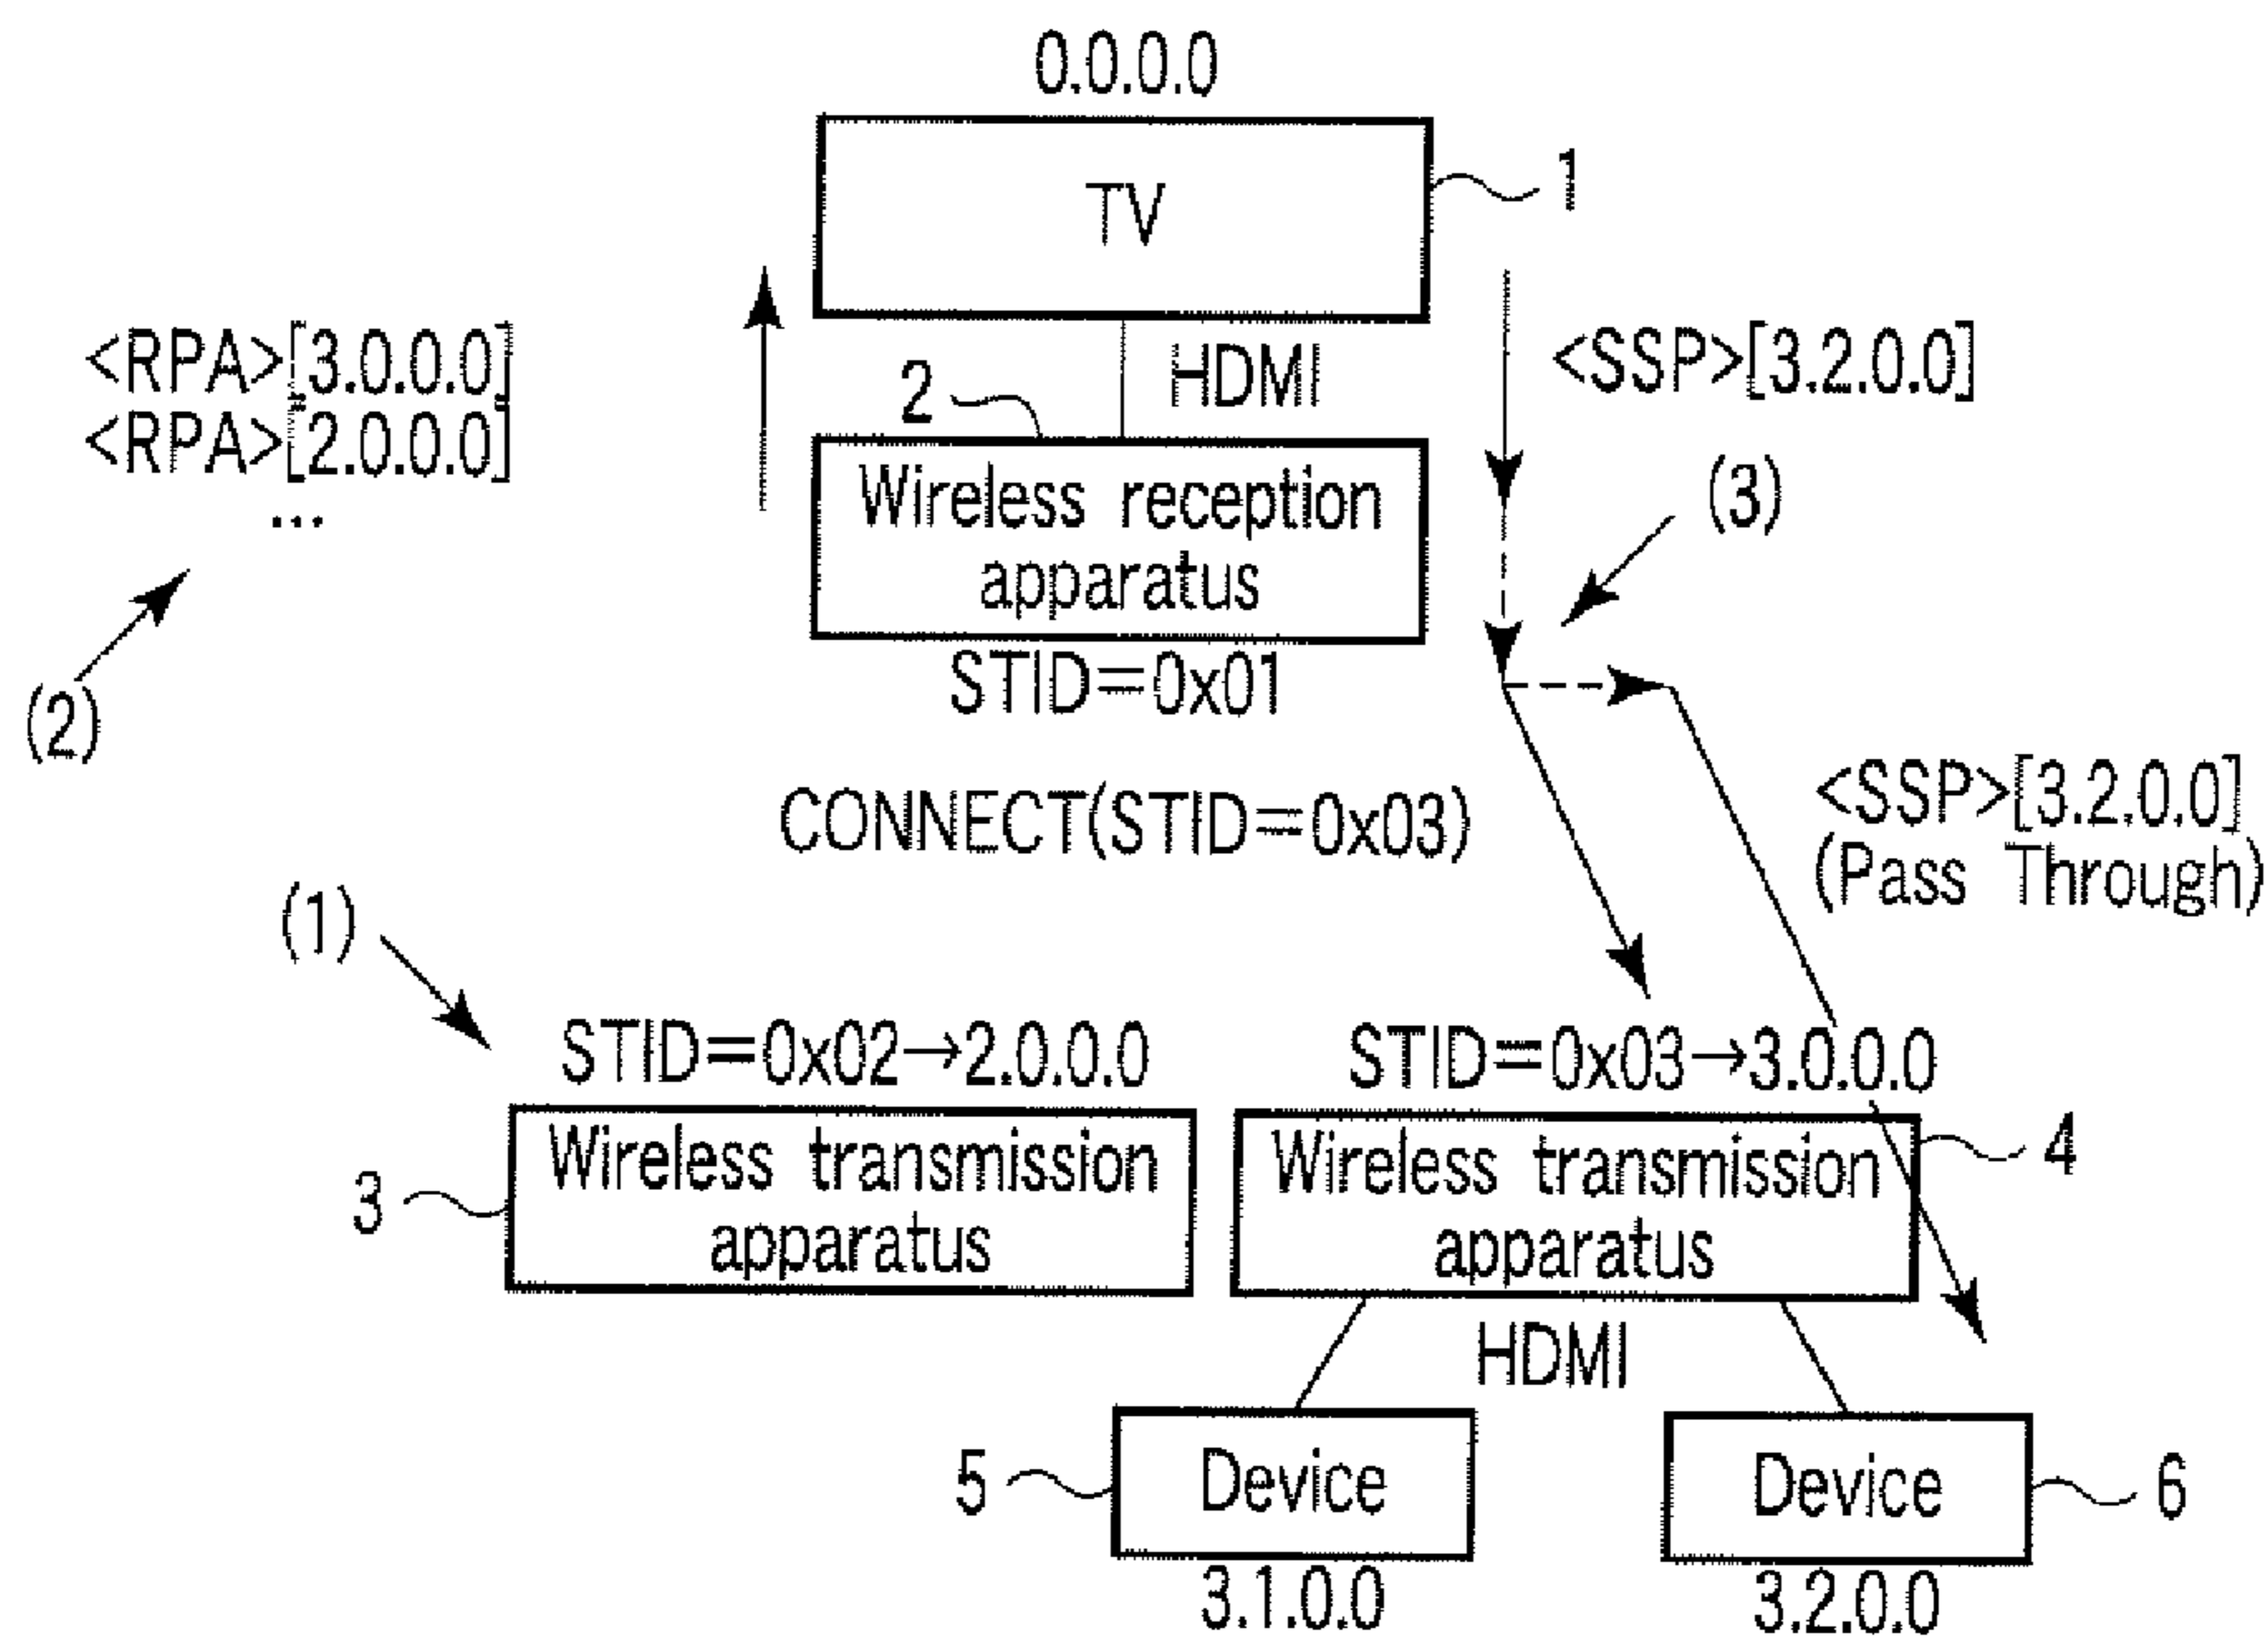 0.0.0.0
TV
1
<RPA>[3.0.0.0]
<RPA>[2.0.0.0]
...
(2)
HDMI
2
<SSP>[3.2.0.0]
(3)
Wireless reception
apparatus
STID=0x01
CONNECT(STID=0x03)
<SSP>[3.2.0.0]
(Pass Through)
(1)
STID=0x02→2.0.0.0
STID=0x03→3.0.0.0
3
Wireless transmission
apparatus
Wireless transmission
apparatus
4
HDMI
5
Device
3.1.0.0
Device
6
3.2.0.0